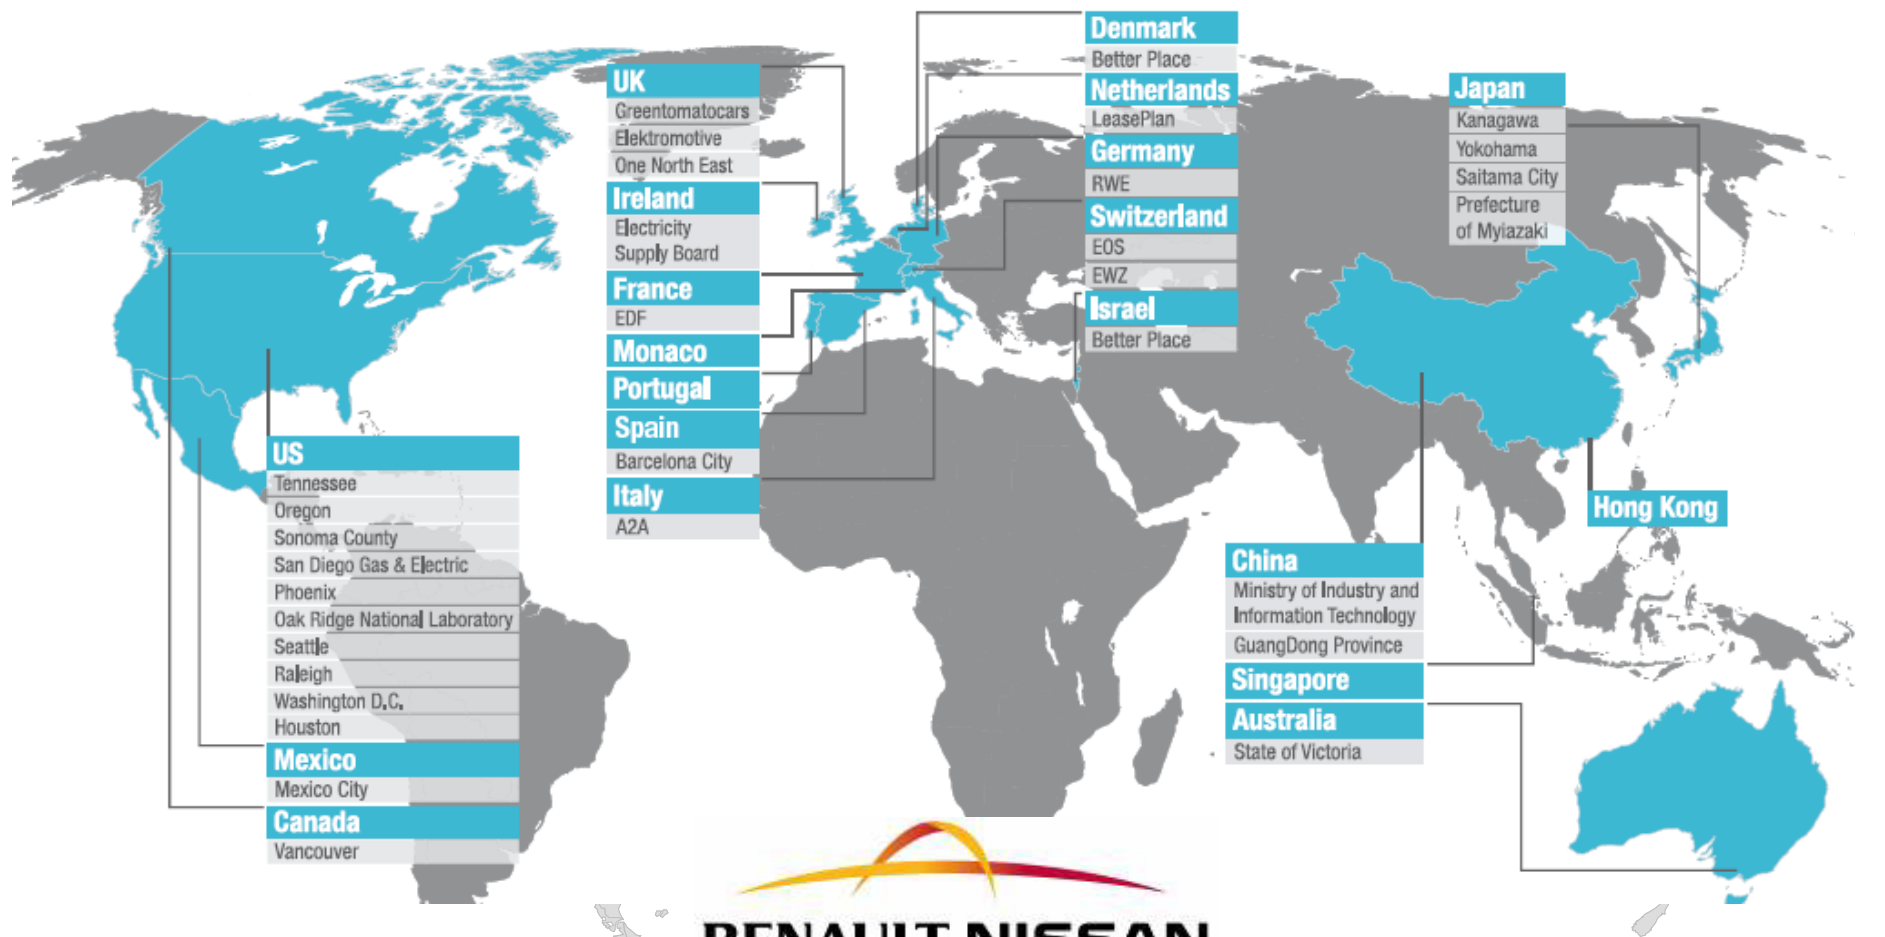 UK
Greentomatocars
Elektromotive
One North East
Ireland
Electricity
Supply Board
France
EDF
Monaco
Portugal
Spain
Barcelona City
Italy
A2A
Denmark
Better Place
Netherlands
LeasePlan
Germany
RWE
Switzerland
EOS
EWZ
Israel
Better Place
Japan
Kanagawa
Yokohama
Saitama City
Prefecture
of Myiazaki
US
Tennessee
Oregon
Sonoma County
San Diego Gas & Electric
Phoenix
Oak Ridge National Laboratory
Seattle
Raleigh
Washington D.C.
Houston
Mexico
Mexico City
Canada
Vancouver
Hong Kong
China
Ministry of Industry and
Information Technology
GuangDong Province
Singapore
Australia
State of Victoria
RENAULT NISSAN